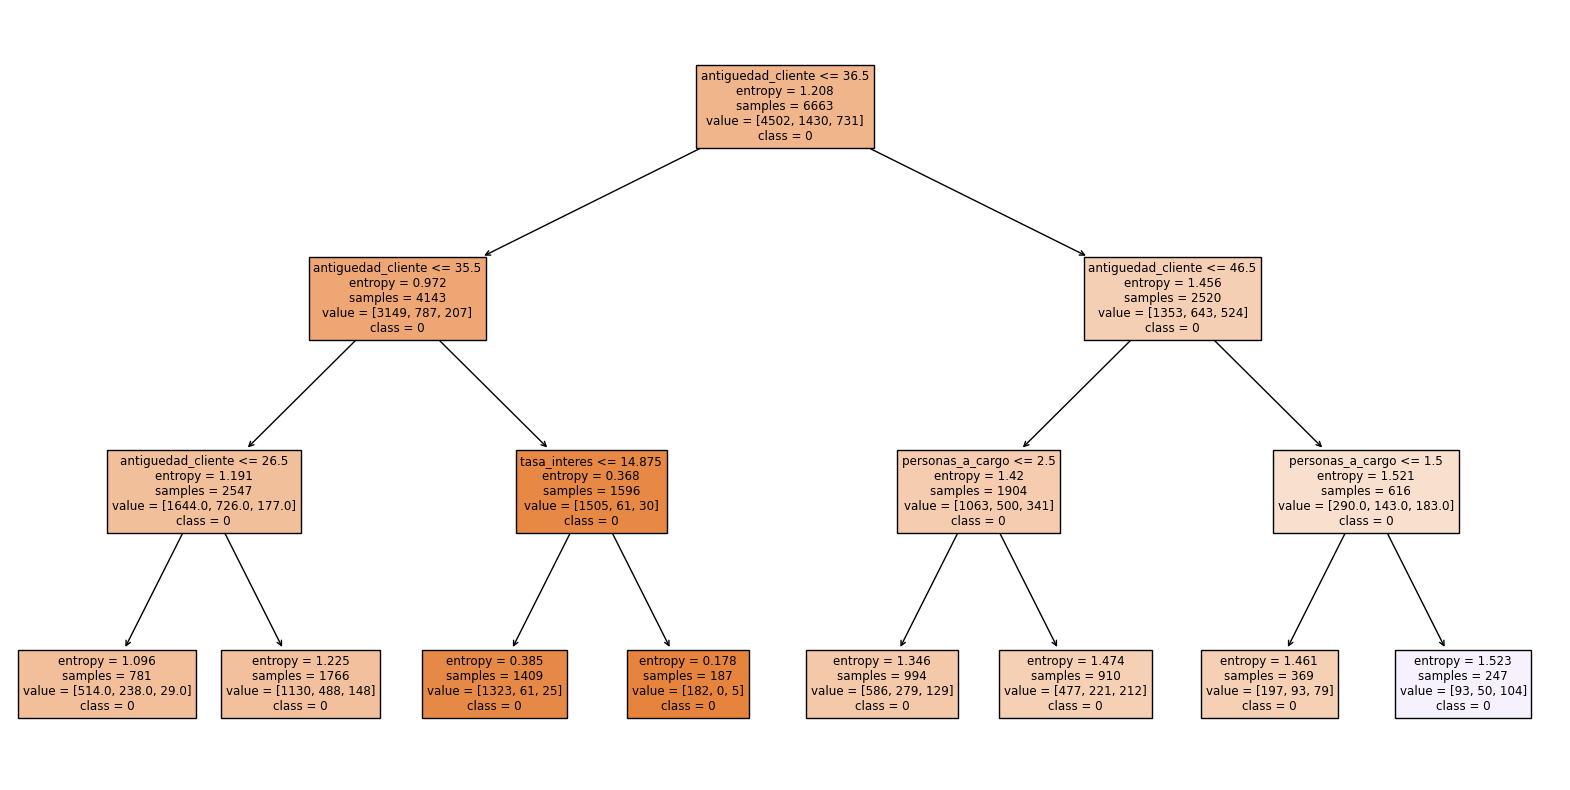 antiguedad_cliente <= 36.5
entropy = 1.208
samples = 6663
value = [4502, 1430, 731]
class = 0
antiguedad_cliente <= 35.5
entropy = 0.972
samples = 4143
value = [3149, 787, 207]
class = 0
antiguedad_cliente <= 46.5
entropy = 1.456
samples = 2520
value = [1353, 643, 524]
class = 0
antiguedad_cliente <= 26.5
entropy = 1.191
samples = 2547
value = [1644.0, 726.0, 177.0]
class = 0
tasa_interes <= 14.875
entropy = 0.368
samples = 1596
value = [1505, 61, 30]
class = 0
personas_a_cargo <= 2.5
entropy = 1.42
samples = 1904
value = [1063, 500, 341]
class = 0
personas_a_cargo <= 1.5
entropy = 1.521
samples = 616
value = [290.0, 143.0, 183.0]
class = 0
entropy = 1.096
samples = 781
value = [514.0, 238.0, 29.0]
class = 0
entropy = 1.225
samples = 1766
value = [1130, 488, 148]
class = 0
entropy = 0.385
samples = 1409
value = [1323, 61, 25]
class = 0
entropy = 0.178
samples = 187
value = [182, 0, 5]
class = 0
entropy = 1.346
samples = 994
value = [586, 279, 129]
class = 0
entropy = 1.474
samples = 910
value = [477, 221, 212]
class = 0
entropy = 1.461
samples = 369
value = [197, 93, 79]
class = 0
entropy = 1.523
samples = 247
value = [93, 50, 104]
class = 0